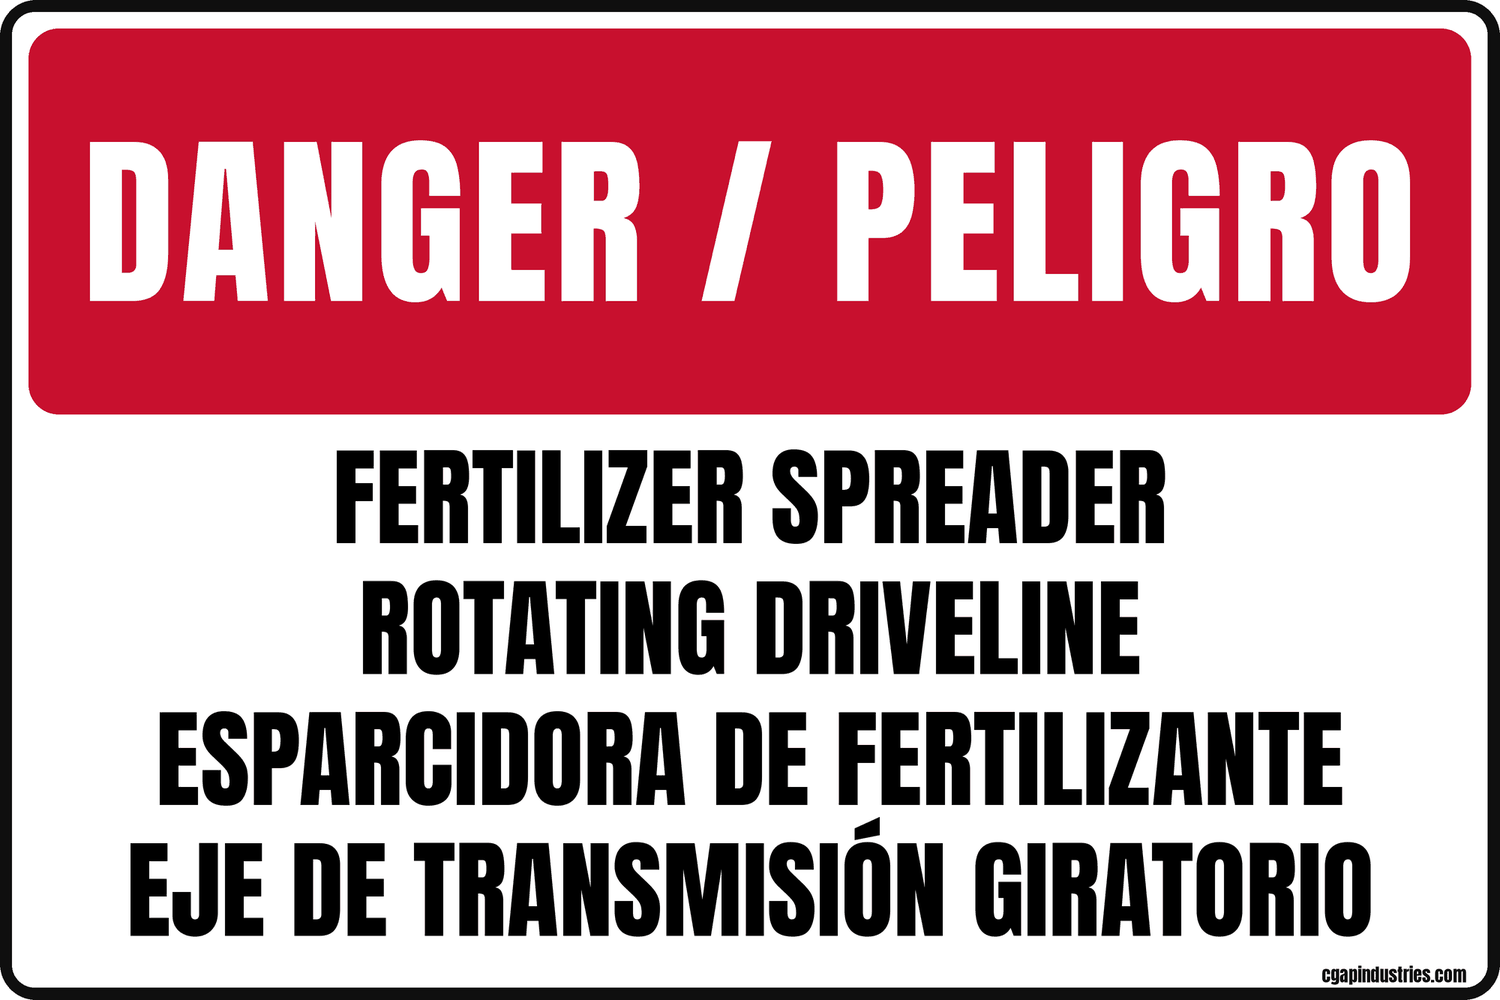 DANGER / PELIGRO
FERTILIZER SPREADER
ROTATING DRIVELINE
ESPARCIDORA DE FERTILIZANTE
EJE DE TRANSMISIÓN GIRATORIO
cgapindustries.com